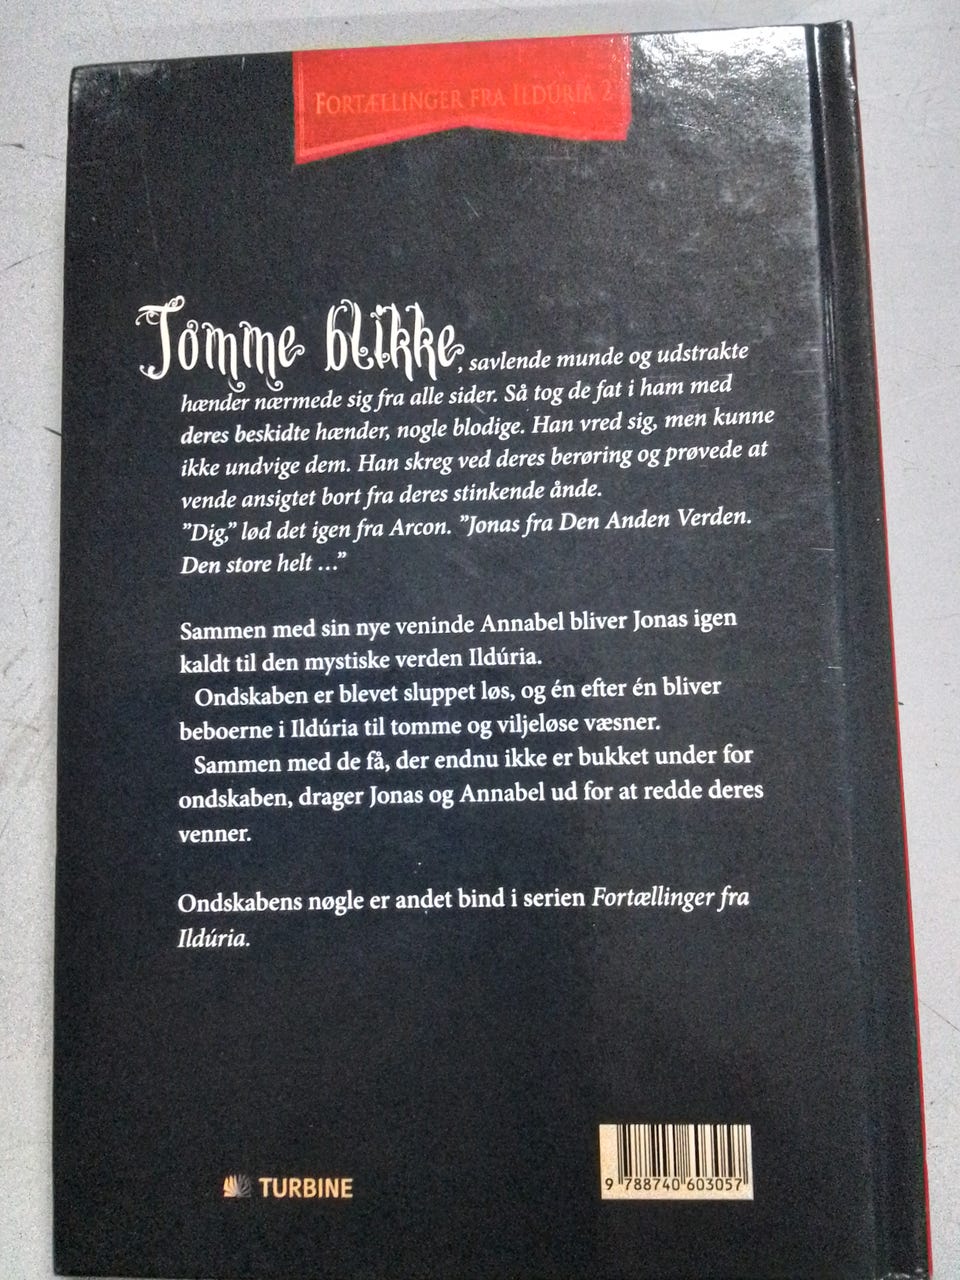 FORTÆLLINGER FRA ILDÚRIA 2
Tomme blikke, savlende munde og udstrakte
hænder nærmede sig fra alle sider. Så tog de fat i ham med
deres beskidte hænder, nogle blodige. Han vred sig, men kunne
ikke undvige dem. Han skreg ved deres berøring og prøvede at
vende ansigtet bort fra deres stinkende ånde.
”Dig,” lød det igen fra Arcon. ”Jonas fra Den Anden Verden.
Den store helt …”
Sammen med sin nye veninde Annabel bliver Jonas igen
kaldt til den mystiske verden Ildúria.
Ondskaben er blevet sluppet løs, og én efter én bliver
beboerne i Ildúria til tomme og viljeløse væsner.
Sammen med de få, der endnu ikke er bukket under for
ondskaben, drager Jonas og Annabel ud for at redde deres
venner.
Ondskabens nøgle er andet bind i serien Fortællinger fra
Ildúria.
TURBINE
9 788740 603057